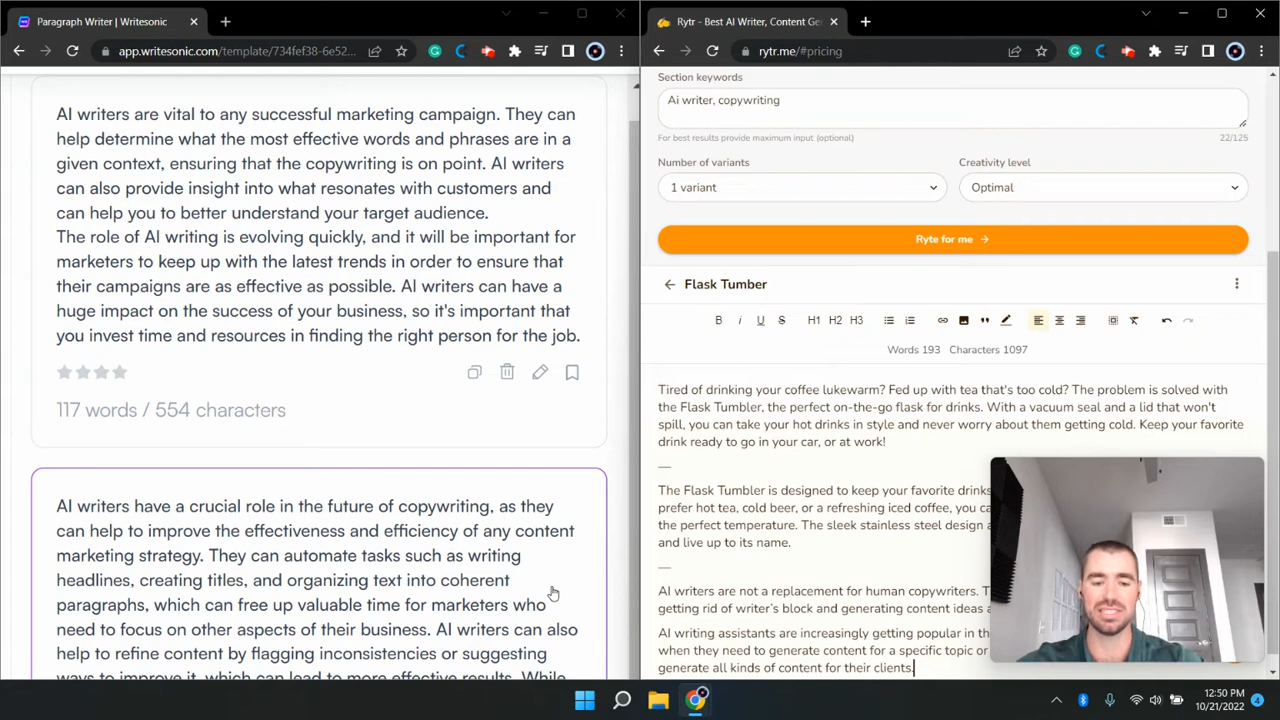 Paragraph Writer | Writesonic
app.writesonic.com/template/734fef38-6e52...
AI writers are vital to any successful marketing campaign. They can
help determine what the most effective words and phrases are in a
given context, ensuring that the copywriting is on point. AI writers
can also provide insight into what resonates with customers and
can help you to better understand your target audience.
The role of AI writing is evolving quickly, and it will be important for
marketers to keep up with the latest trends in order to ensure that
their campaigns are as effective as possible. AI writers can have a
huge impact on the success of your business, so it's important that
you invest time and resources in finding the right person for the job.
117 words / 554 characters
AI writers have a crucial role in the future of copywriting, as they
can help to improve the effectiveness and efficiency of any content
marketing strategy. They can automate tasks such as writing
headlines, creating titles, and organizing text into coherent
paragraphs, which can free up valuable time for marketers who
need to focus on other aspects of their business. AI writers can also
help to refine content by flagging inconsistencies or suggesting
ways to improve it, which can lead to more effective results. While
Rytr - Best AI Writer, Content Ge
rytr.me/#pricing
Section keywords
Ai writer, copywriting
For best results provide maximum input (optional)
22/125
Number of variants
Creativity level
1 variant
Optimal
Ryte for me
Flask Tumber
B i U S H1 H2 H3
Words 193 Characters 1097
Tired of drinking your coffee lukewarm? Fed up with tea that's too cold? The problem is solved with
the Flask Tumbler, the perfect on-the-go flask for drinks. With a vacuum seal and a lid that won't
spill, you can take your hot drinks in style and never worry about them getting cold. Keep your favorite
drink ready to go in your car, or at work!
—
The Flask Tumbler is designed to keep your favorite drinks
prefer hot tea, cold beer, or a refreshing iced coffee, you ca
the perfect temperature. The sleek stainless steel design a
and live up to its name.
—
AI writers are not a replacement for human copywriters. T
getting rid of writer's block and generating content ideas a
AI writing assistants are increasingly getting popular in th
when they need to generate content for a specific topic or
generate all kinds of content for their clients.
12:50 PM
10/21/2022
4